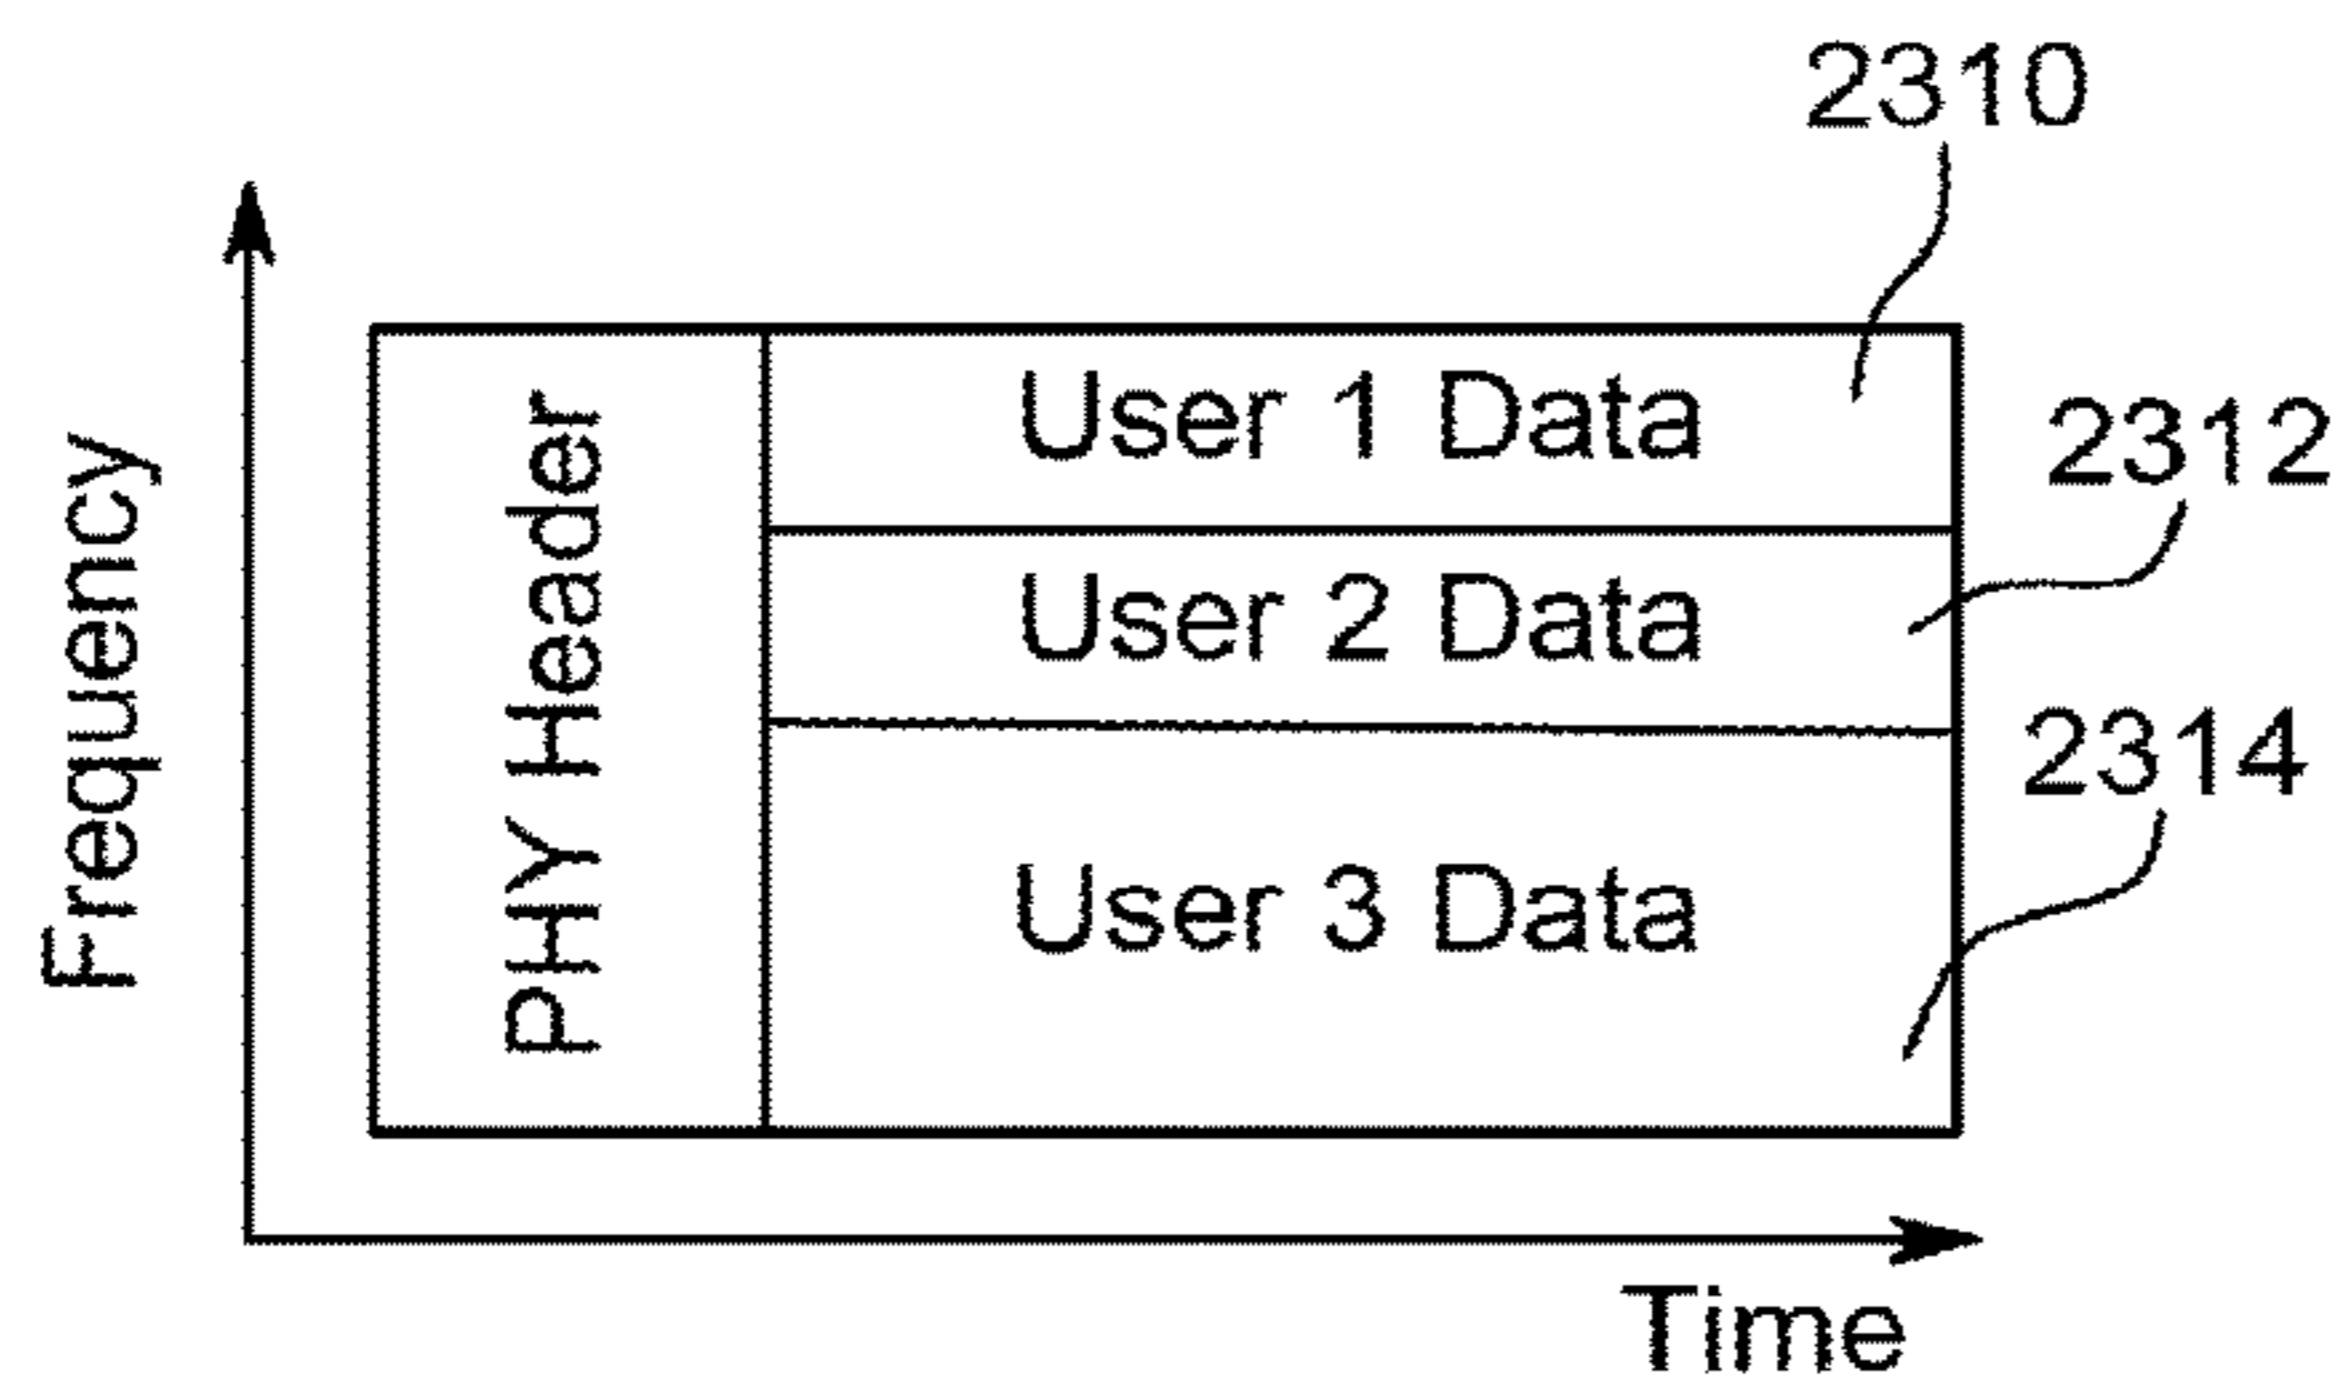 2310
Frequency
PHY Header
User 1 Data
2312
User 2 Data
2314
User 3 Data
Time